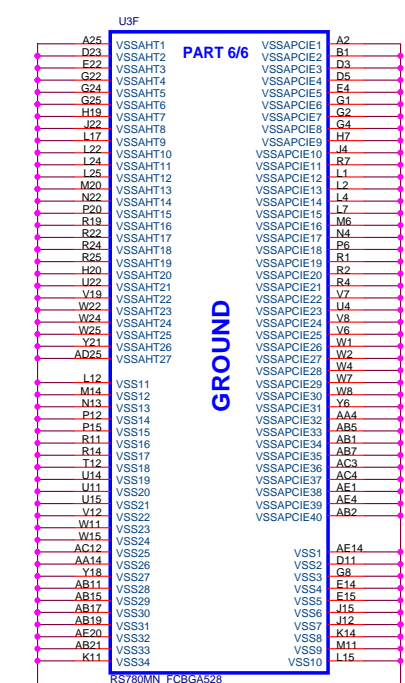 U3F
PART 6/6
A25 VSSAHT1 VSSAPCIE1 A2
D23 VSSAHT2 VSSAPCIE2 B1
E22 VSSAHT3 VSSAPCIE3 D3
G22 VSSAHT4 VSSAPCIE4 D5
G24 VSSAHT5 VSSAPCIE5 E4
G25 VSSAHT6 VSSAPCIE6 G1
H19 VSSAHT7 VSSAPCIE7 G2
J22 VSSAHT8 VSSAPCIE8 G4
L17 VSSAHT9 VSSAPCIE9 H7
L22 VSSAHT10 VSSAPCIE10 J4
L24 VSSAHT11 VSSAPCIE11 R7
L25 VSSAHT12 VSSAPCIE12 L1
M20 VSSAHT13 VSSAPCIE13 L2
N22 VSSAHT14 VSSAPCIE14 L4
P20 VSSAHT15 VSSAPCIE15 L7
R19 VSSAHT16 VSSAPCIE16 M6
R22 VSSAHT17 VSSAPCIE17 N4
R24 VSSAHT18 VSSAPCIE18 P6
R25 VSSAHT19 VSSAPCIE19 R1
H20 VSSAHT20 VSSAPCIE20 R2
U22 VSSAHT21 VSSAPCIE21 R4
V19 VSSAHT22 VSSAPCIE22 V7
W22 VSSAHT23 VSSAPCIE23 U4
W24 VSSAHT24 VSSAPCIE24 V8
W25 VSSAHT25 VSSAPCIE25 V6
Y21 VSSAHT26 VSSAPCIE26 W1
AD25 VSSAHT27 VSSAPCIE27 W2
VSSAPCIE28 W4
L12 VSS11 VSSAPCIE29 W7
M14 VSS12 VSSAPCIE30 W8
N13 VSS13 VSSAPCIE31 Y6
P12 VSS14 VSSAPCIE32 AA4
P15 VSS15 VSSAPCIE33 AB5
R11 VSS16 VSSAPCIE34 AB1
R14 VSS17 VSSAPCIE35 AB7
T12 VSS18 VSSAPCIE36 AC3
U14 VSS19 VSSAPCIE37 AC4
U11 VSS20 VSSAPCIE38 AE1
U15 VSS21 VSSAPCIE39 AE4
V12 VSS22 VSSAPCIE40 AB2
W11 VSS23
W15 VSS24
AC12 VSS25 VSS1 AE14
AA14 VSS26 VSS2 D11
Y18 VSS27 VSS3 G8
AB11 VSS28 VSS4 E14
AB15 VSS29 VSS5 E15
AB17 VSS30 VSS6 J15
AB19 VSS31 VSS7 J12
AE20 VSS32 VSS8 K14
AB21 VSS33 VSS9 M11
K11 VSS34 VSS10 L15
GROUND
RS780MN_FCBGA528